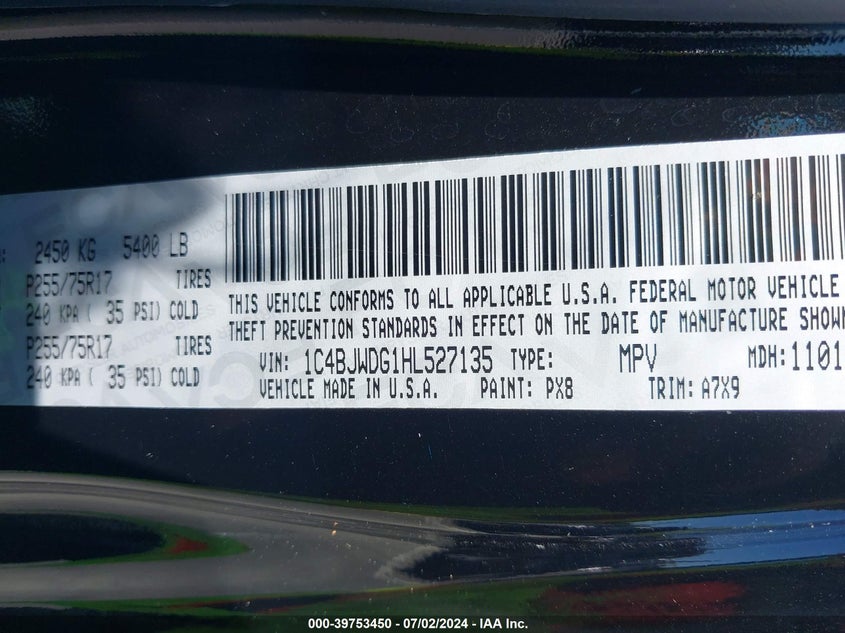 2450 KG 5400 LB
P255/75R17 TIRES
240 KPA ( 35 PSI) COLD
P255/75R17 TIRES
240 KPA ( 35 PSI) COLD
THIS VEHICLE CONFORMS TO ALL APPLICABLE U.S.A. FEDERAL MOTOR VEHICLE
THEFT PREVENTION STANDARDS IN EFFECT ON THE DATE OF MANUFACTURE SHOWN
VIN: 1C4BJWDG1HL527135 TYPE: MPV MDH: 1101
VEHICLE MADE IN U.S.A. PAINT: PX8 TRIM: A7X9
000-39753450 - 07/02/2024 - IAA Inc.